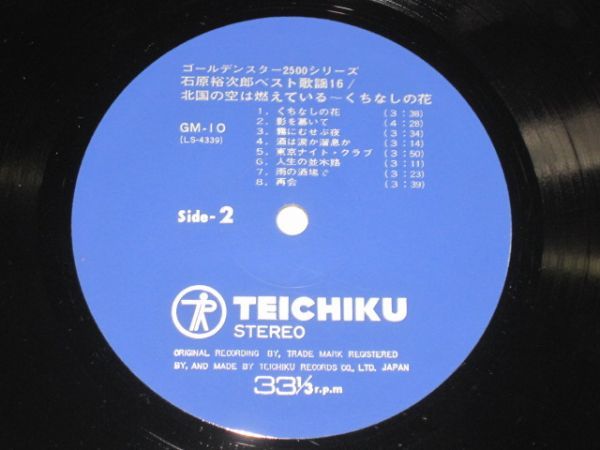 ゴールデンスター2500シリーズ
石原裕次郎ベスト歌謡16/
北国の空は燃えている～くちなしの花
GM-10
(LS-4339)
1. くちなしの花 (3:38)
2. 影を慕いて (4:28)
3. 霧にむせぶ夜 (3:34)
4. 酒は涙か溜息か (3:14)
5. 東京ナイト・クラブ (3:50)
6. 人生の並木路 (3:11)
7. 雨の酒場で (3:23)
8. 再会 (3:39)
Side-2
TEICHIKU
STEREO
ORIGINAL RECORDING BY, TRADE MARK REGISTERED
BY, AND MADE BY TEICHIKU RECORDS CO., LTD. JAPAN
33⅓ r.p.m